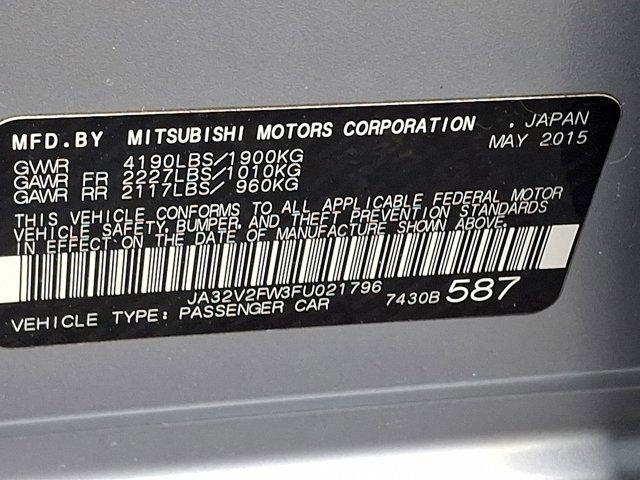 MFD.BY MITSUBISHI MOTORS CORPORATION . JAPAN
MAY 2015
GVWR 4190LBS/1900KG
GAWR FR 2227LBS/1010KG
GAWR RR 2117LBS/ 960KG
THIS VEHICLE CONFORMS TO ALL APPLICABLE FEDERAL MOTOR
VEHICLE SAFETY, BUMPER, AND THEFT PREVENTION STANDARDS
IN EFFECT ON THE DATE OF MANUFACTURE SHOWN ABOVE.
JA32V2FW3FU021796 7430B 587
VEHICLE TYPE: PASSENGER CAR